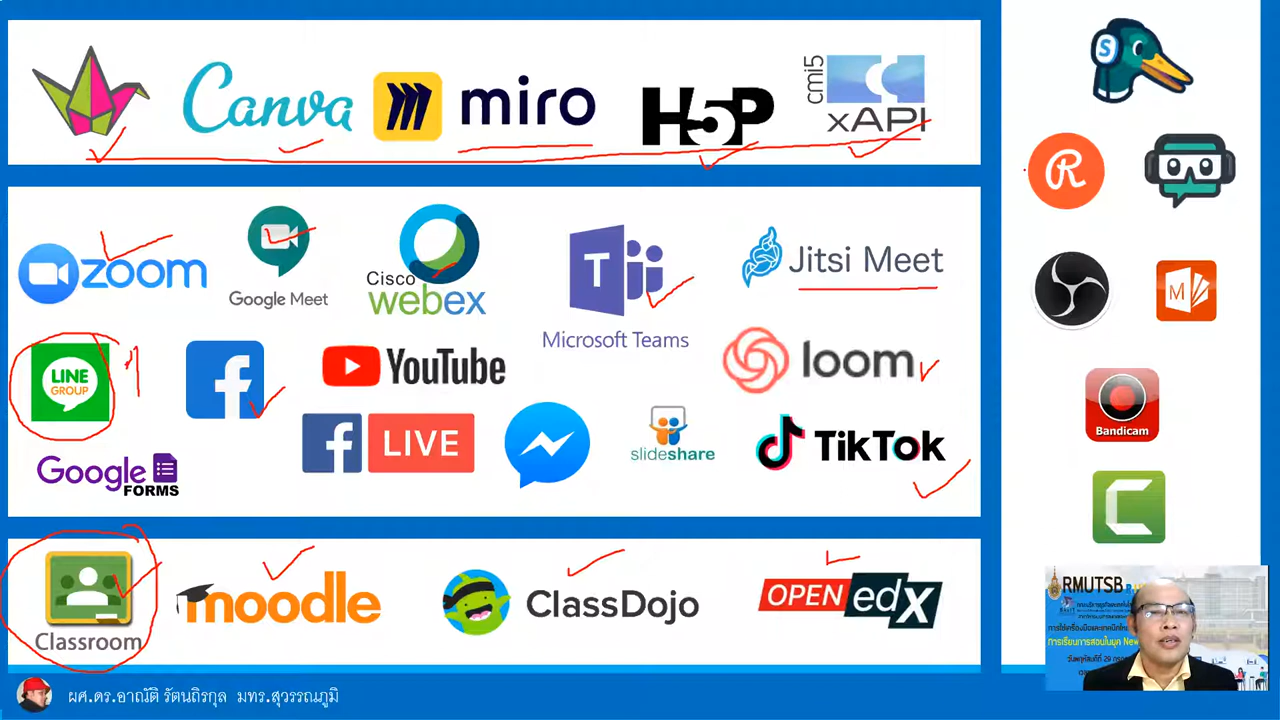 Canva
miro
H5P
cmi5
xAPI
S
R
zoom
Google Meet
Cisco
webex
T
Microsoft Teams
Jitsi Meet
M
LINE
GROUP
f
YouTube
loom
Bandicam
f LIVE
slideshare
TikTok
Google
FORMS
C
Classroom
moodle
ClassDojo
OPEN edX
RMUTSB
ผศ.ดร.อาณัติ รัตนถิรกุล มทร.สุวรรณภูมิ